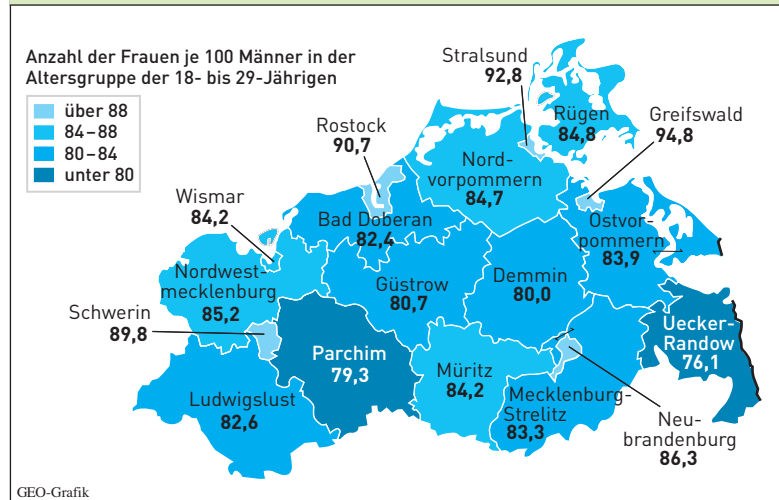 Anzahl der Frauen je 100 Männer in der
Altersgruppe der 18- bis 29-Jährigen
über 88
84–88
80–84
unter 80
Stralsund
92,8
Rügen
84,8
Greifswald
94,8
Rostock
90,7
Nord-
vorpommern
84,7
Wismar
84,2
Bad Doberan
82,4
Ostvor-
pommern
83,9
Nordwest-
mecklenburg
85,2
Güstrow
80,7
Demmin
80,0
Schwerin
89,8
Parchim
79,3
Uecker-
Randow
76,1
Müritz
84,2
Ludwigslust
82,6
Mecklenburg-
Strelitz
83,3
Neu-
brandenburg
86,3
GEO-Grafik